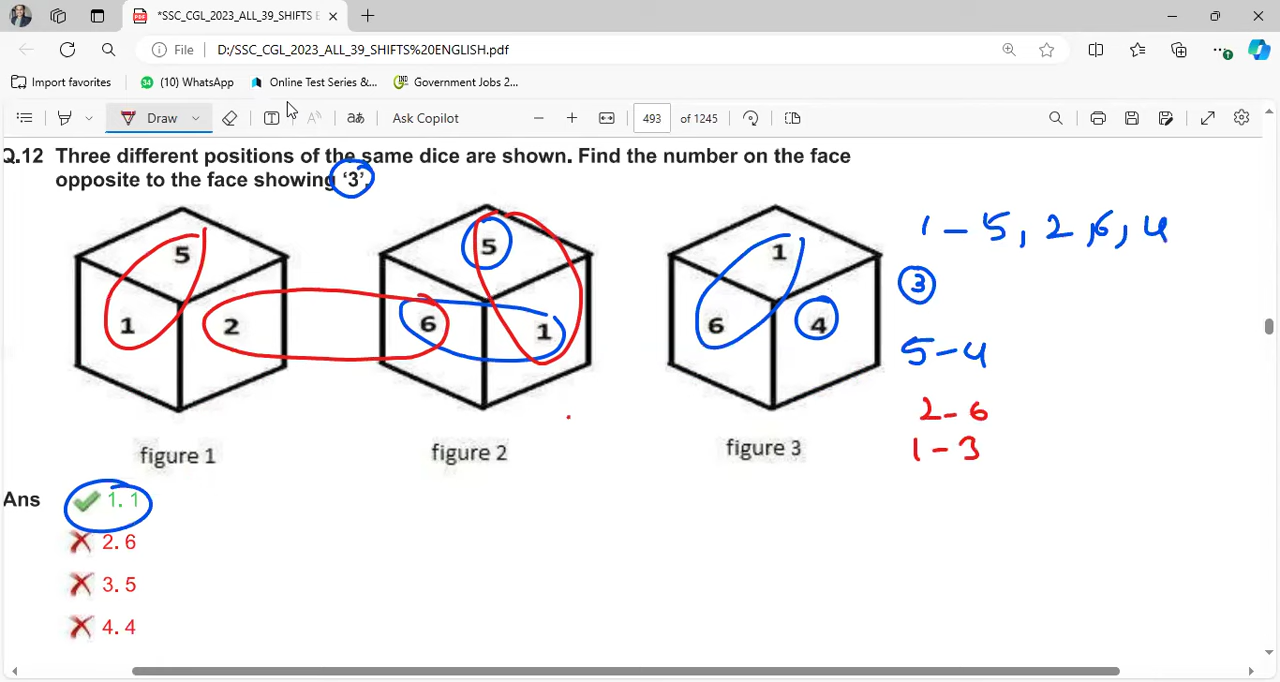 *SSC_CGL_2023_ALL_39_SHIFTS E
File D:/SSC_CGL_2023_ALL_39_SHIFTS%20ENGLISH.pdf
Import favorites 34 (10) WhatsApp Online Test Series &... Government Jobs 2...
Draw aあ Ask Copilot 493 of 1245
Q.12 Three different positions of the same dice are shown. Find the number on the face
opposite to the face showing ‘3’.
5 5 1
1 2 6 1 6 4
1 - 5, 2, 6, 4
3
5 - 4
2 - 6
1 - 3
figure 1 figure 2 figure 3
Ans 1. 1
2. 6
3. 5
4. 4